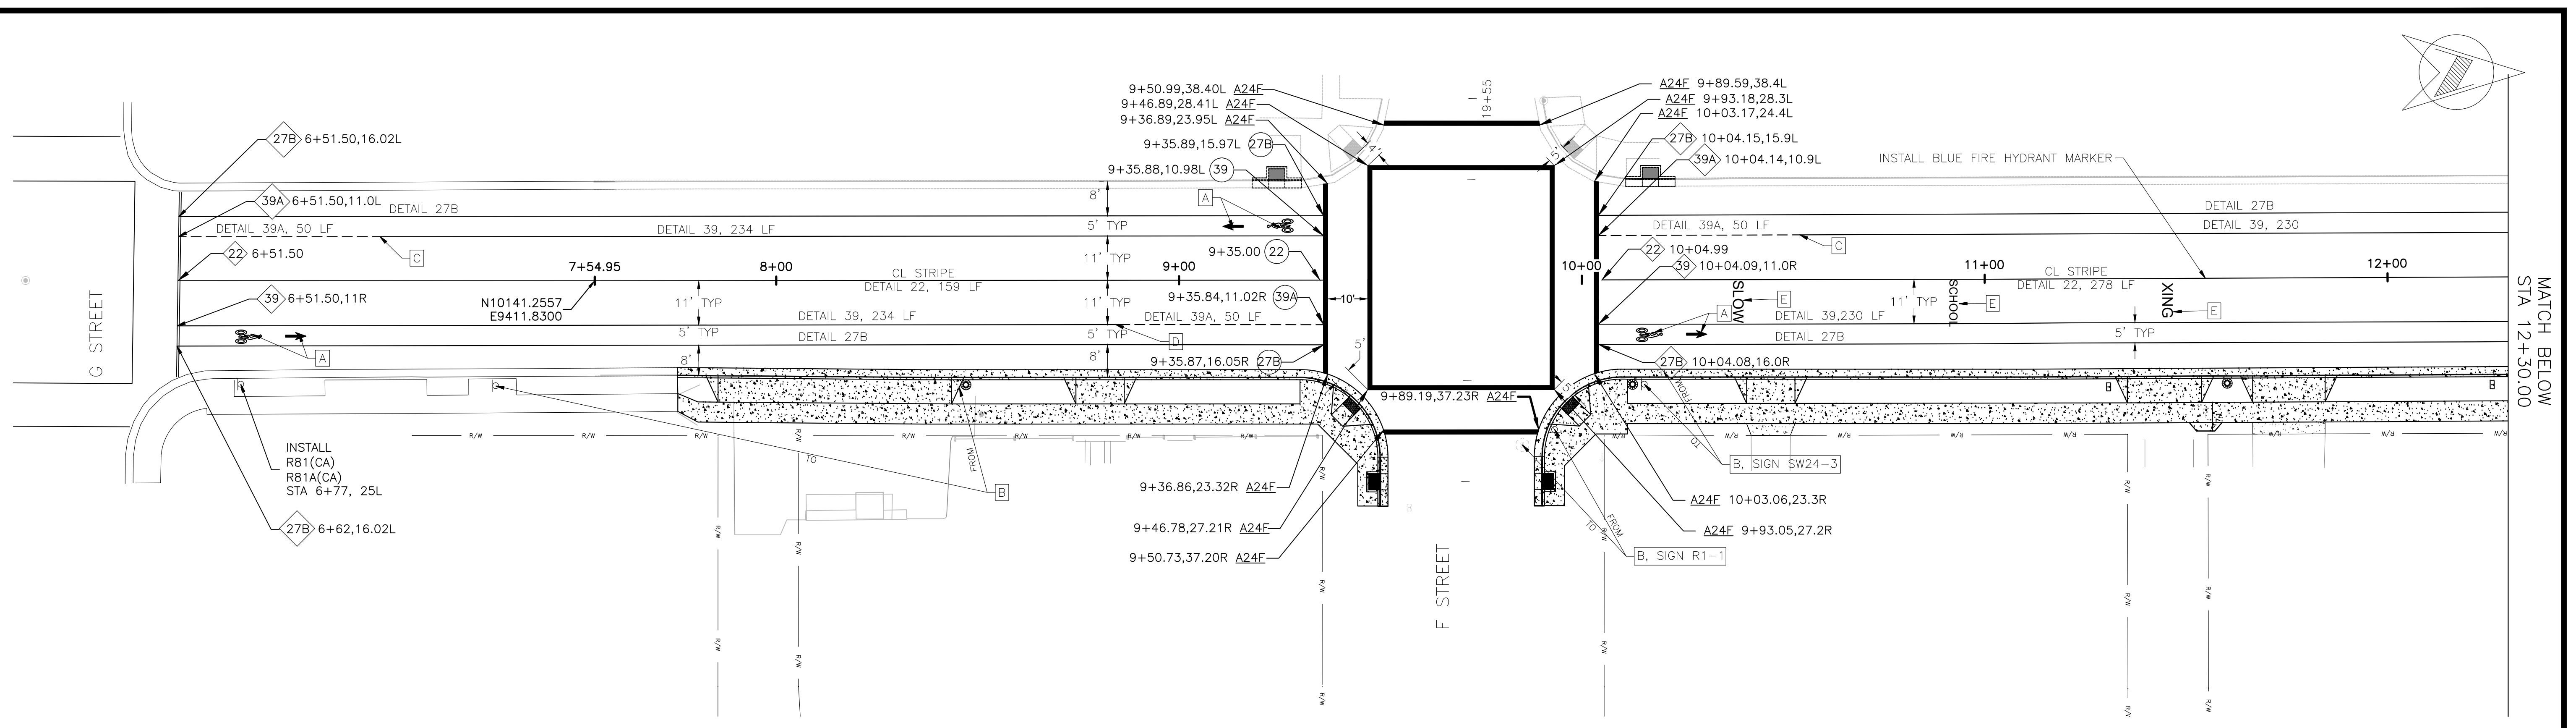 19+55
9+50.99,38.40L A24F
9+46.89,28.41L A24F
9+36.89,23.95L A24F
9+35.89,15.97L 27B
9+35.88,10.98L 39
A24F 9+89.59,38.4L
A24F 9+93.18,28.3L
A24F 10+03.17,24.4L
27B 10+04.15,15.9L
39A 10+04.14,10.9L
INSTALL BLUE FIRE HYDRANT MARKER
27B 6+51.50,16.02L
39A 6+51.50,11.0L
DETAIL 27B
DETAIL 39A, 50 LF
DETAIL 39, 234 LF
22 6+51.50
C
8'
A
5' TYP
4'
5'
DETAIL 27B
DETAIL 39A, 50 LF
DETAIL 39, 230
C
11' TYP
9+35.00 22
22 10+04.99
7+54.95
8+00
9+00
10+00
11+00
12+00
CL STRIPE
DETAIL 22, 159 LF
CL STRIPE
DETAIL 22, 278 LF
39 10+04.09,11.0R
39 6+51.50,11R
N10141.2557
E9411.8300
11' TYP
11' TYP
9+35.84,11.02R 39A
10'
SLOW
E
SCHOOL
E
XING
E
11' TYP
A
DETAIL 39, 234 LF
DETAIL 39A, 50 LF
DETAIL 39,230 LF
5' TYP
DETAIL 27B
5' TYP
D
DETAIL 27B
5' TYP
A
8'
8'
9+35.87,16.05R 27B
5'
27B 10+04.08,16.0R
G STREET
MATCH BELOW
STA 12+30.00
9+89.19,37.23R A24F
5'
FROM
TO
B, SIGN SW24-3
R/W R/W R/W R/W R/W R/W R/W R/W
R/W R/W R/W R/W R/W R/W R/W R/W
INSTALL
R81(CA)
R81A(CA)
STA 6+77, 25L
TO
FROM
B
27B 6+62,16.02L
9+36.86,23.32R A24F
9+46.78,27.21R A24F
9+50.73,37.20R A24F
A24F 10+03.06,23.3R
A24F 9+93.05,27.2R
FROM
TO
B, SIGN R1-1
3
F STREET
R/W R/W R/W R/W R/W R/W
R/W R/W R/W R/W R/W R/W
R/W R/W R/W